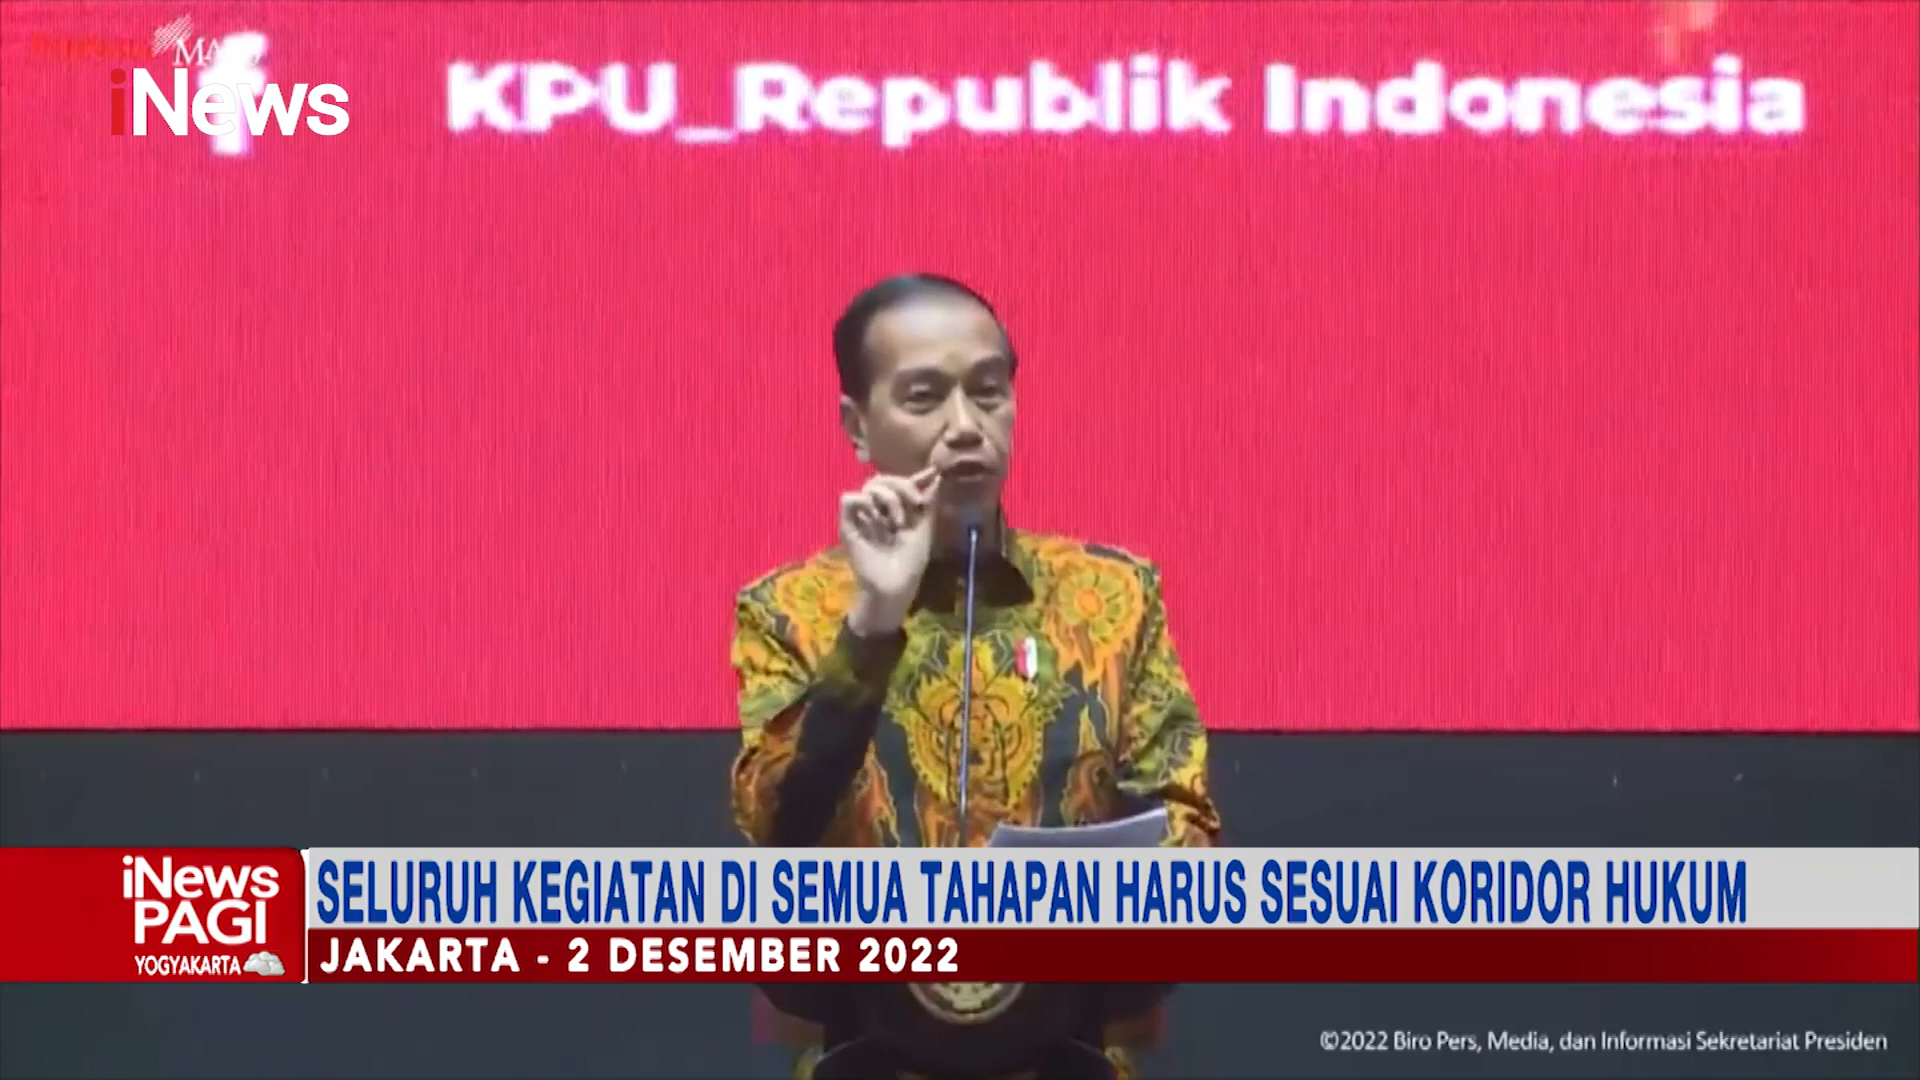 iNews
KPU_Republik Indonesia
iNews
PAGI
YOGYAKARTA
SELURUH KEGIATAN DI SEMUA TAHAPAN HARUS SESUAI KORIDOR HUKUM
JAKARTA - 2 DESEMBER 2022
©2022 Biro Pers, Media, dan Informasi Sekretariat Presiden